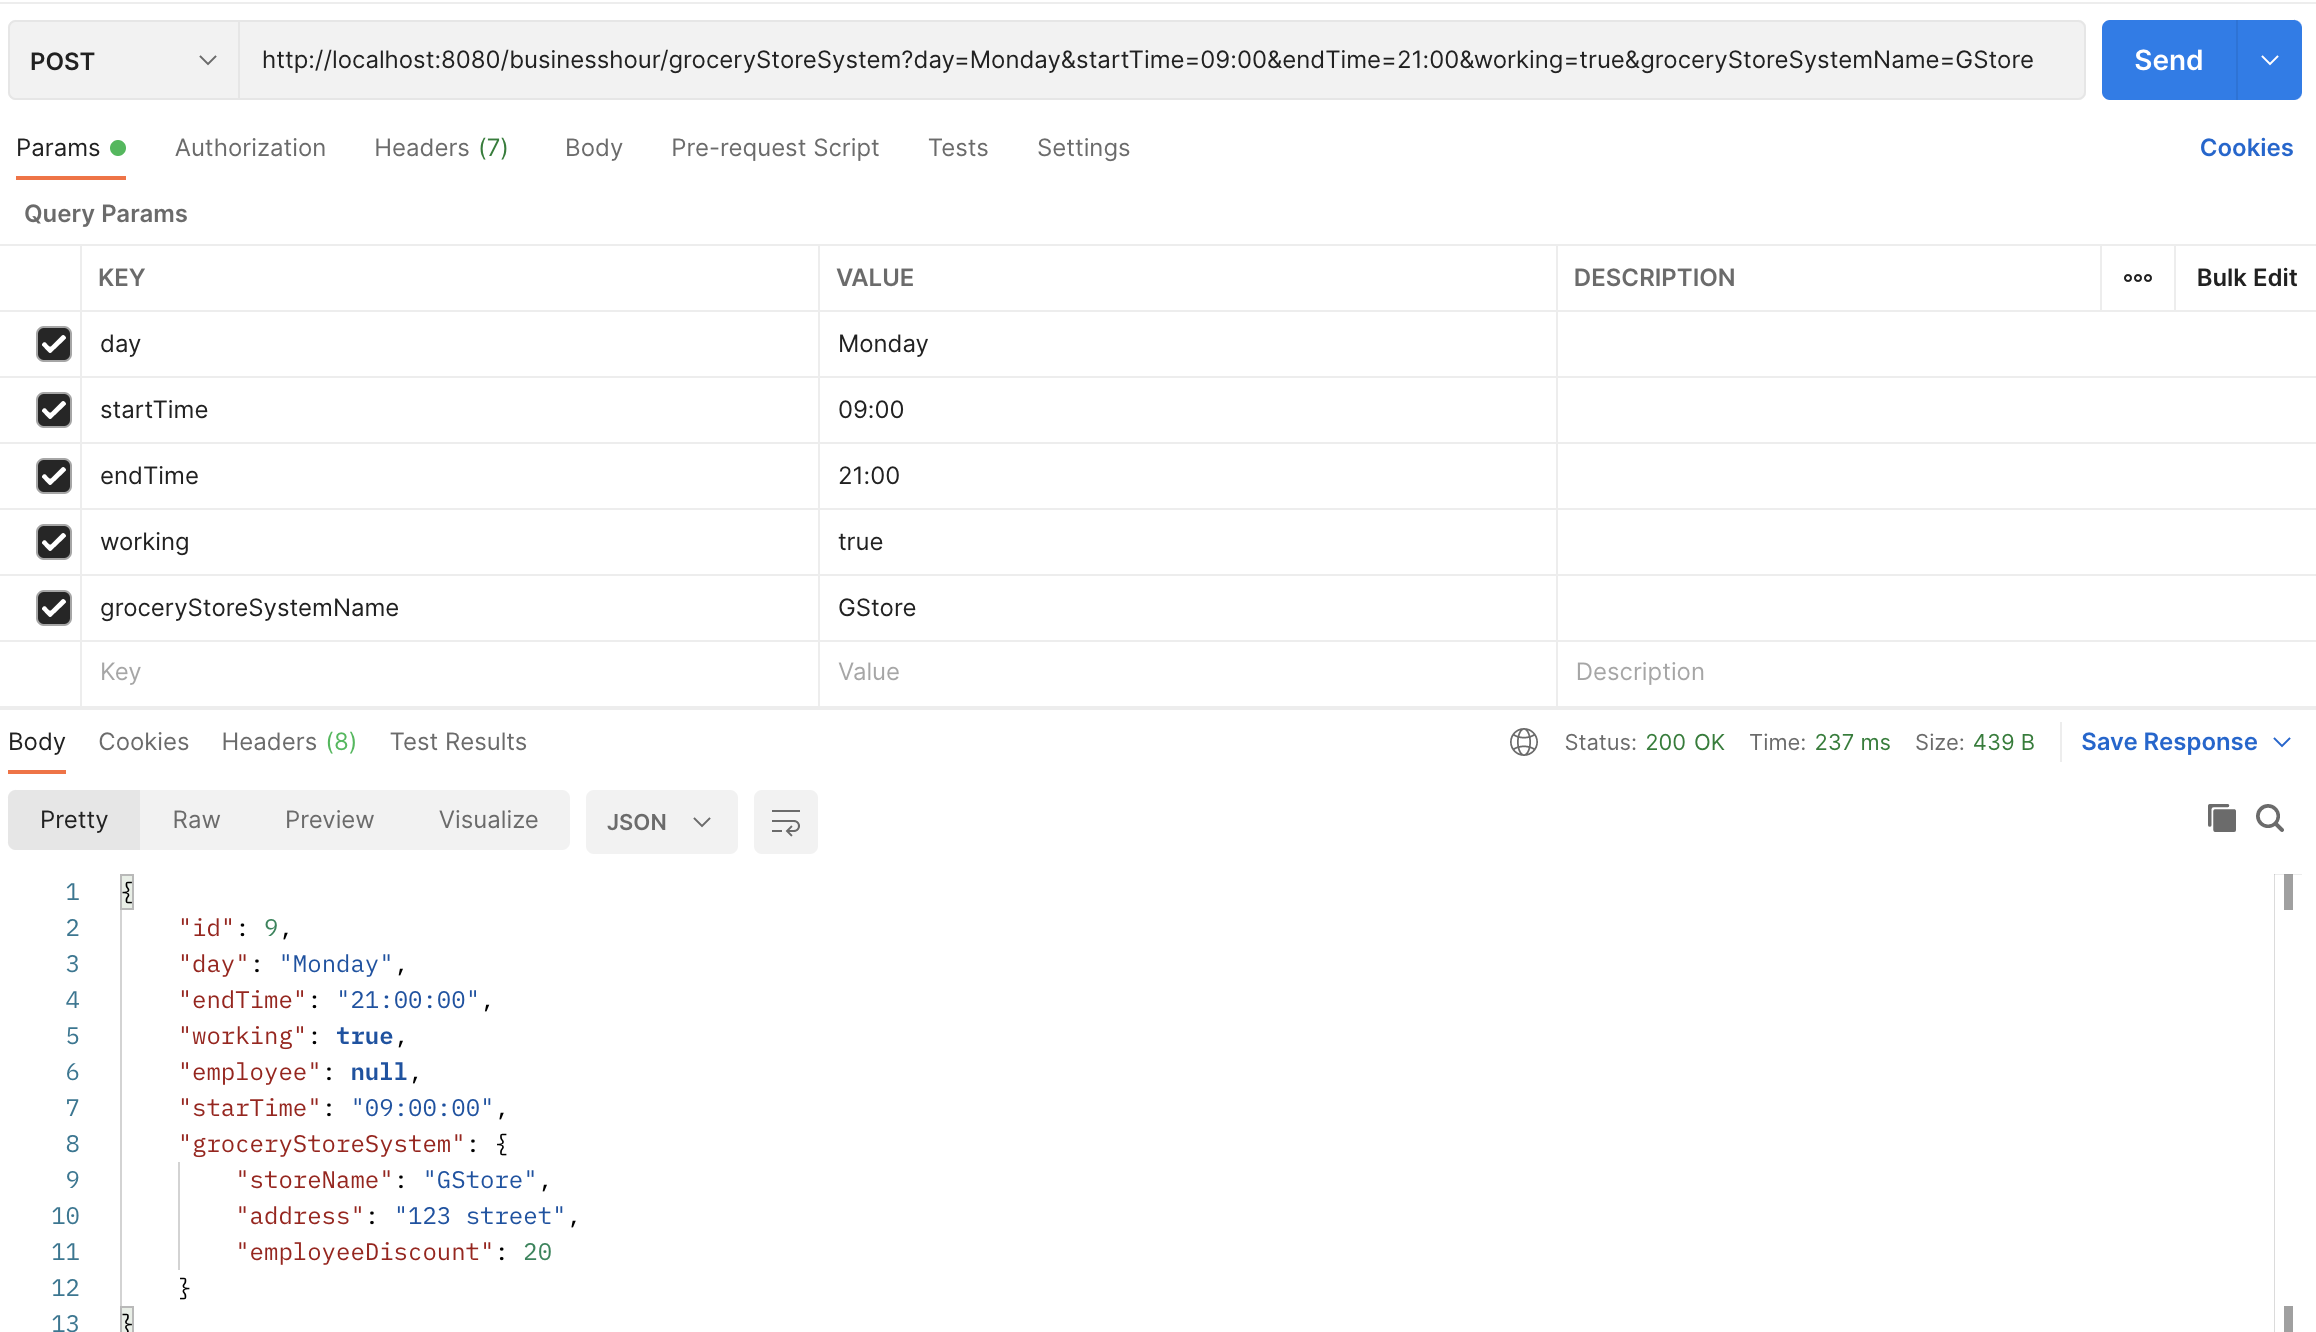 POST http://localhost:8080/businesshour/groceryStoreSystem?day=Monday&startTime=09:00&endTime=21:00&working=true&groceryStoreSystemName=GStore Send
Params Authorization Headers (7) Body Pre-request Script Tests Settings Cookies
Query Params
KEY VALUE DESCRIPTION Bulk Edit
day Monday
startTime 09:00
endTime 21:00
working true
groceryStoreSystemName GStore
Key Value Description
Body Cookies Headers (8) Test Results Status: 200 OK Time: 237 ms Size: 439 B Save Response
Pretty Raw Preview Visualize JSON
1 {
2 "id": 9,
3 "day": "Monday",
4 "endTime": "21:00:00",
5 "working": true,
6 "employee": null,
7 "starTime": "09:00:00",
8 "groceryStoreSystem": {
9 "storeName": "GStore",
10 "address": "123 street",
11 "employeeDiscount": 20
12 }
13 }